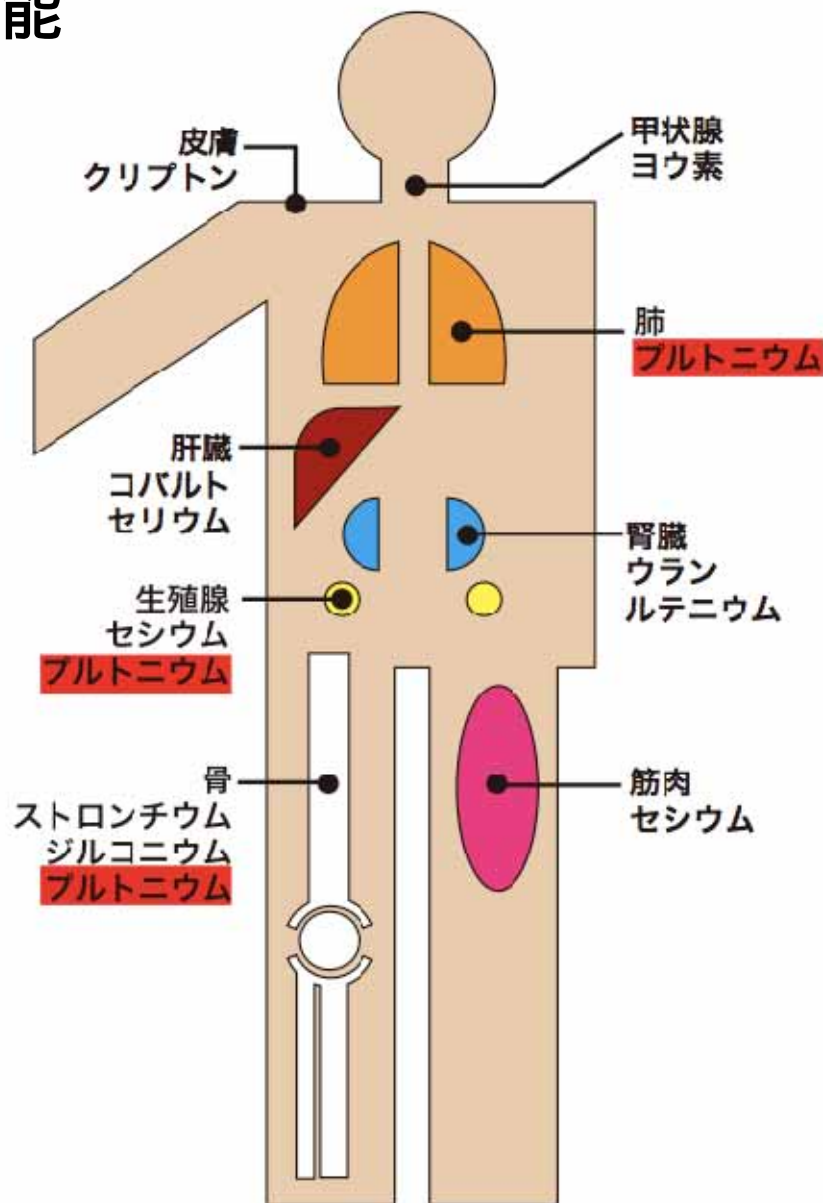 能
皮膚
クリプトン
甲状腺
ヨウ素
肺
プルトニウム
肝臓
コバルト
セリウム
腎臓
ウラン
ルテニウム
生殖腺
セシウム
プルトニウム
骨
ストロンチウム
ジルコニウム
プルトニウム
筋肉
セシウム